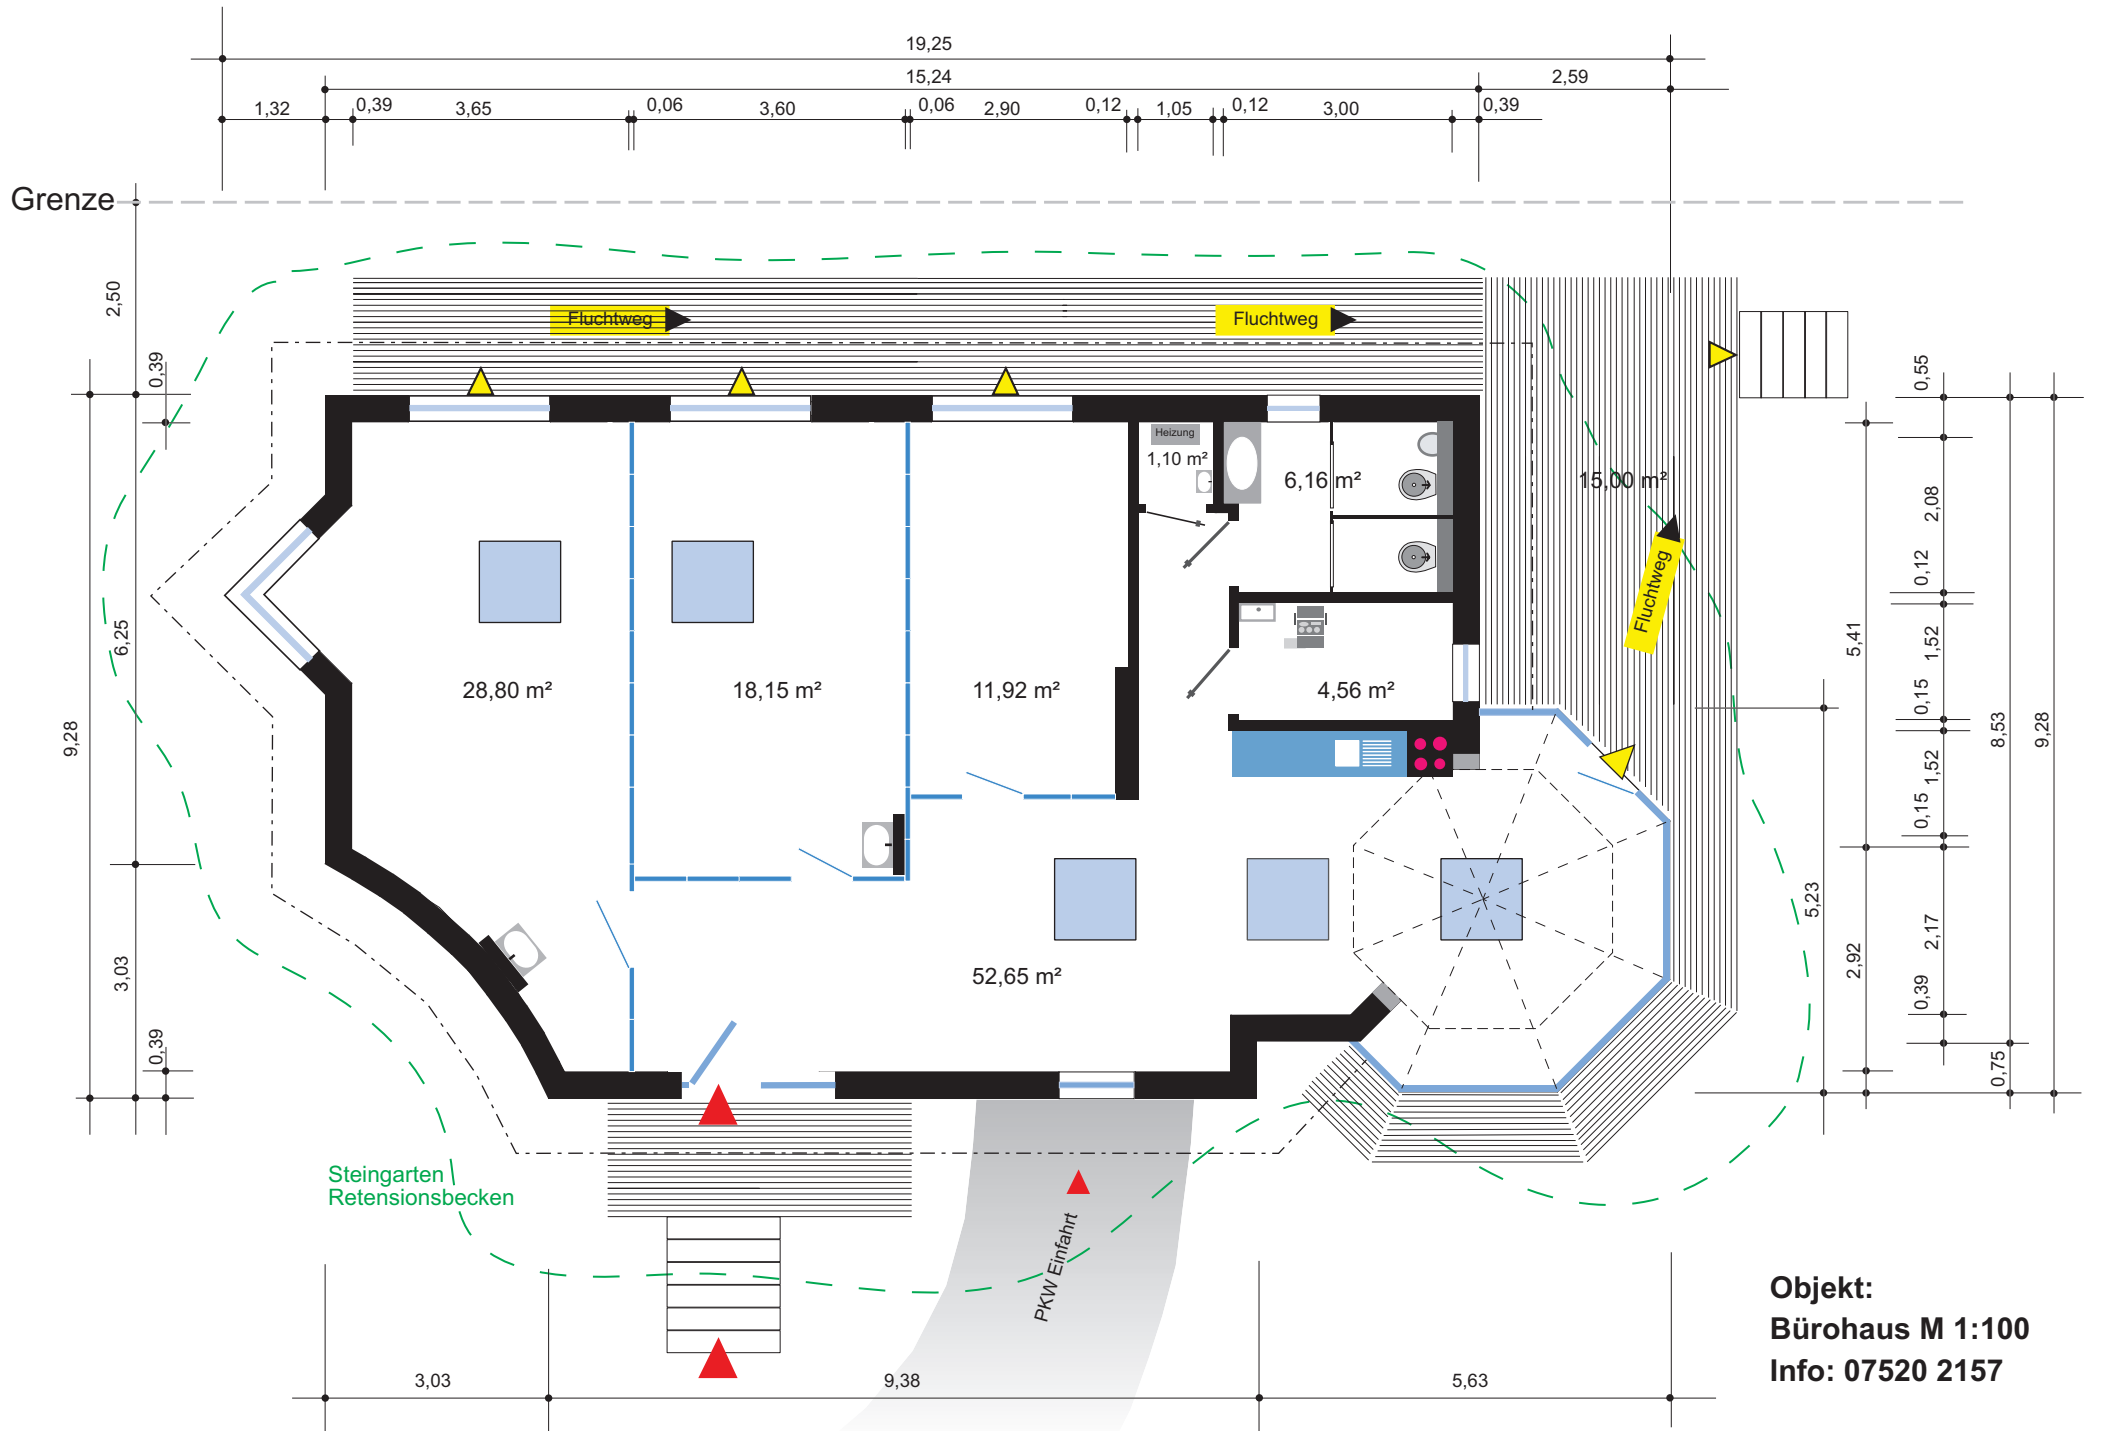 19,25
15,24
2,59
1,32
0,39
3,65
0,06
3,60
0,06
2,90
0,12
1,05
0,12
3,00
0,39
Grenze
2,50
0,39
6,25
9,28
3,03
0,39
Fluchtweg
Fluchtweg
Fluchtweg
Heizung
1,10 m²
6,16 m²
15,00 m²
28,80 m²
18,15 m²
11,92 m²
4,56 m²
52,65 m²
0,55
2,08
0,12
1,52
0,15
1,52
0,15
2,17
0,39
0,75
5,41
2,92
5,23
8,53
9,28
Steingarten
Retensionsbecken
PKW Einfahrt
3,03
9,38
5,63
Objekt:
Bürohaus M 1:100
Info: 07520 2157